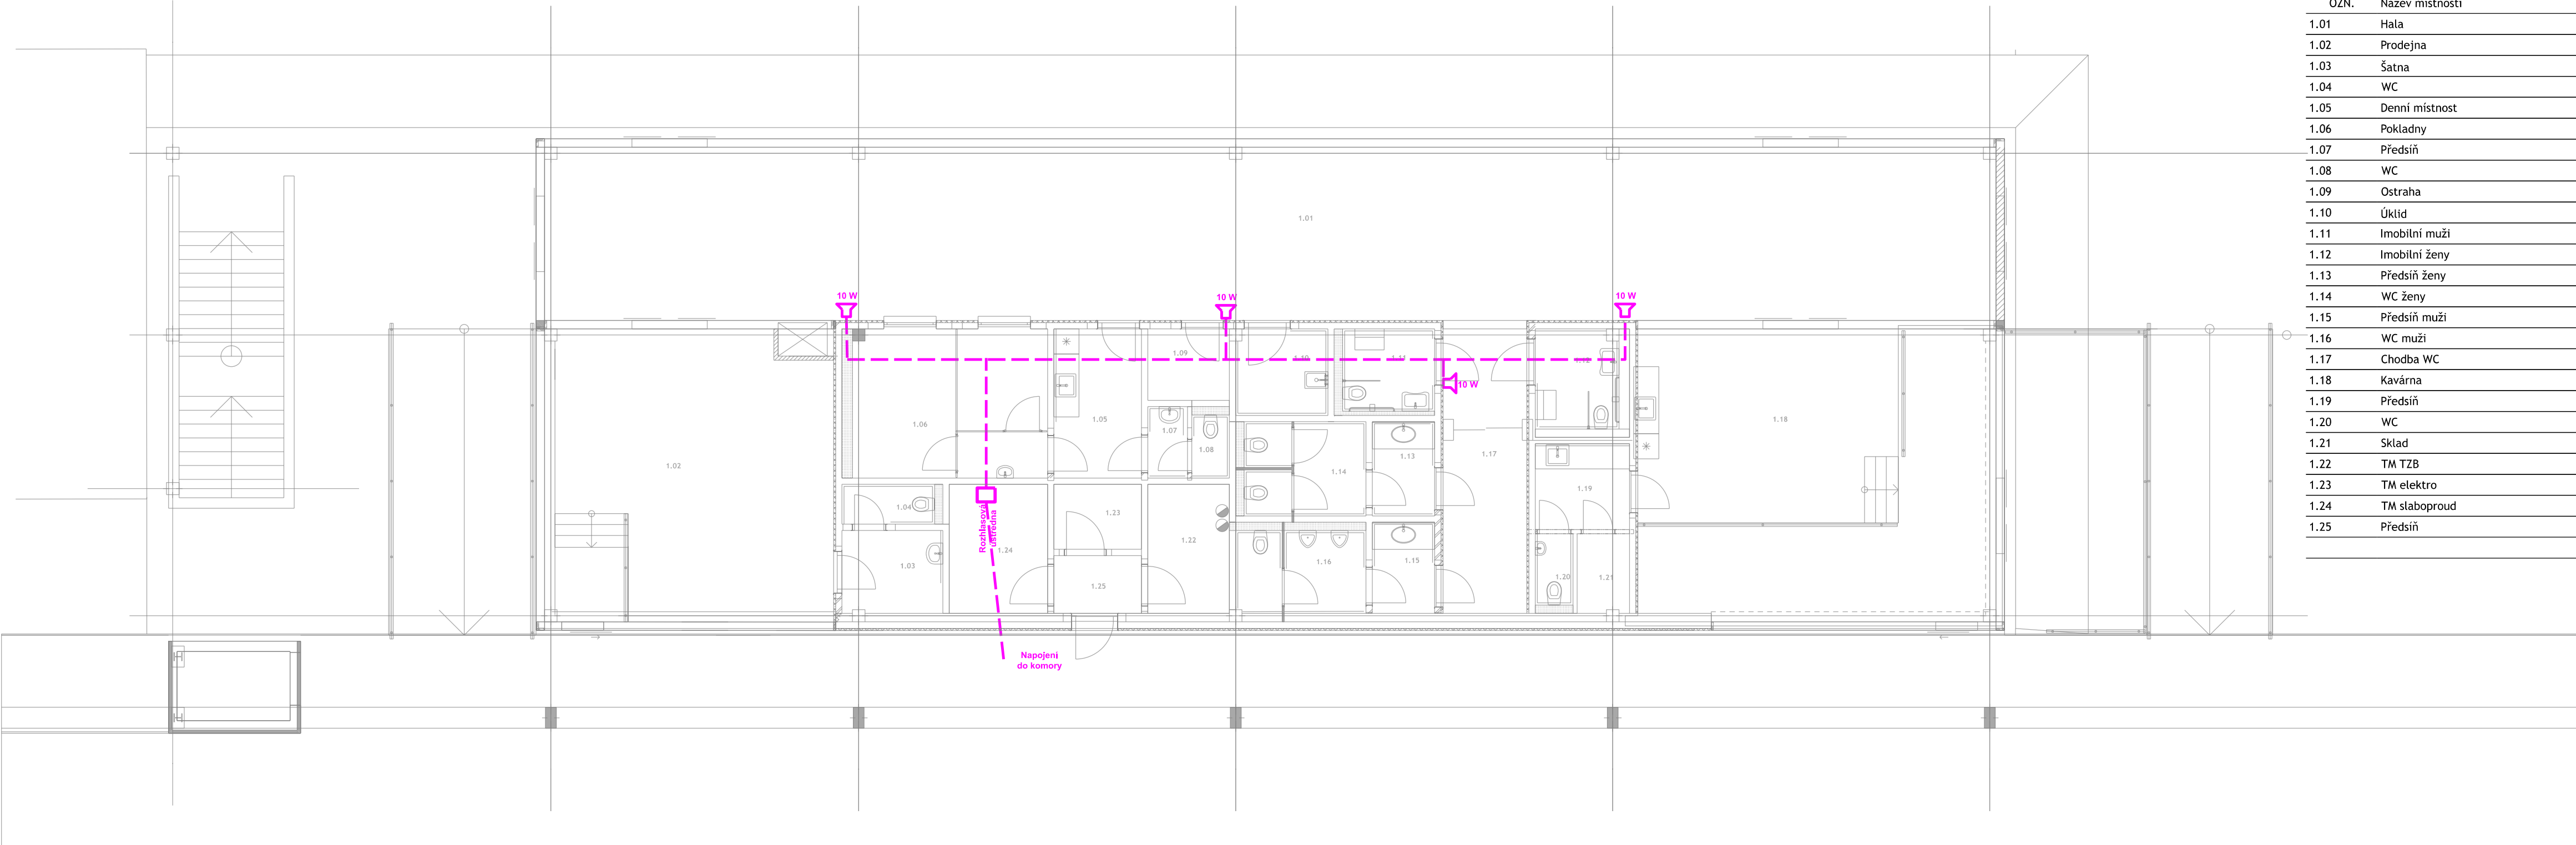 OZN. Název místnosti
1.01 Hala
1.02 Prodejna
1.03 Šatna
1.04 WC
1.05 Denní místnost
1.06 Pokladny
1.07 Předsíň
1.08 WC
1.09 Ostraha
1.10 Úklid
1.11 Imobilní muži
1.12 Imobilní ženy
1.13 Předsíň ženy
1.14 WC ženy
1.15 Předsíň muži
1.16 WC muži
1.17 Chodba WC
1.18 Kavárna
1.19 Předsíň
1.20 WC
1.21 Sklad
1.22 TM TZB
1.23 TM elektro
1.24 TM slaboproud
1.25 Předsíň
1.01
10 W
10 W
10 W
1.09
10 W
1.06
1.05
1.07
1.08
1.02
1.14
1.13
1.17
1.18
1.19
1.04
1.23
Rozhlasová
ústředna
1.24
1.22
1.03
1.25
1.16
1.15
1.20
1.21
Napojení
do komory